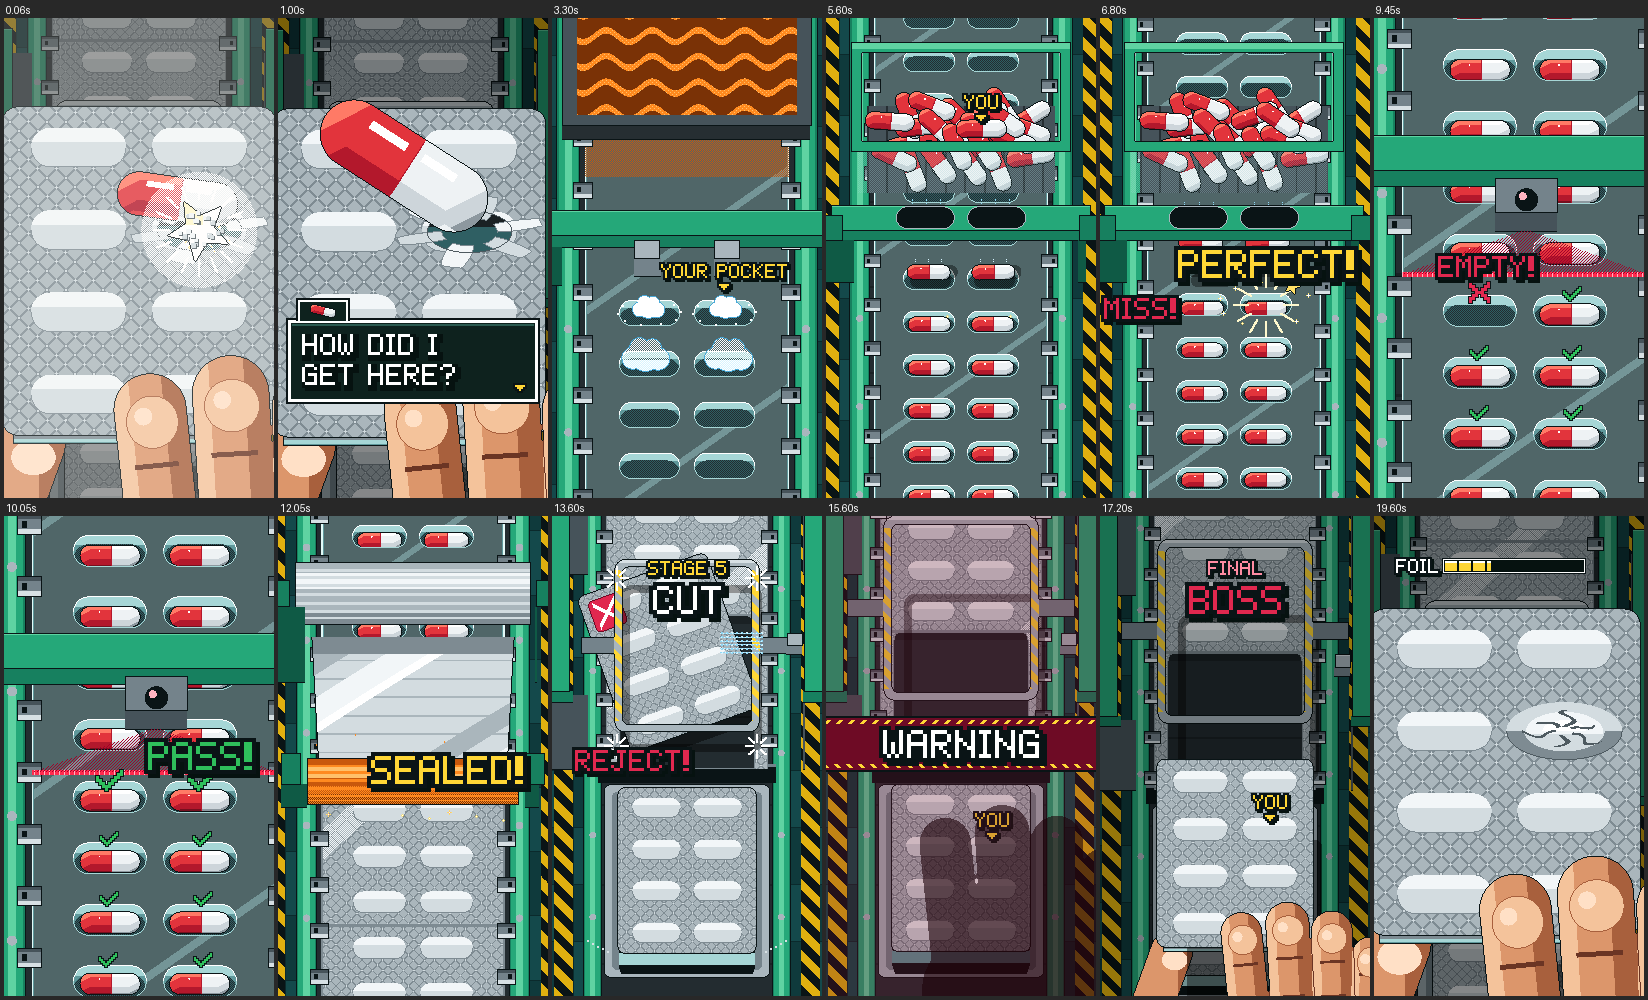 0.06s
1.00s
HOW DID I
GET HERE?
3.30s
YOUR POCKET
5.60s
YOU
6.80s
PERFECT!
MISS!
9.45s
EMPTY!
10.05s
PASS!
12.05s
SEALED!
13.60s
STAGE 5
CUT
REJECT!
15.60s
WARNING
YOU
17.20s
FINAL
BOSS
YOU
19.60s
FOIL